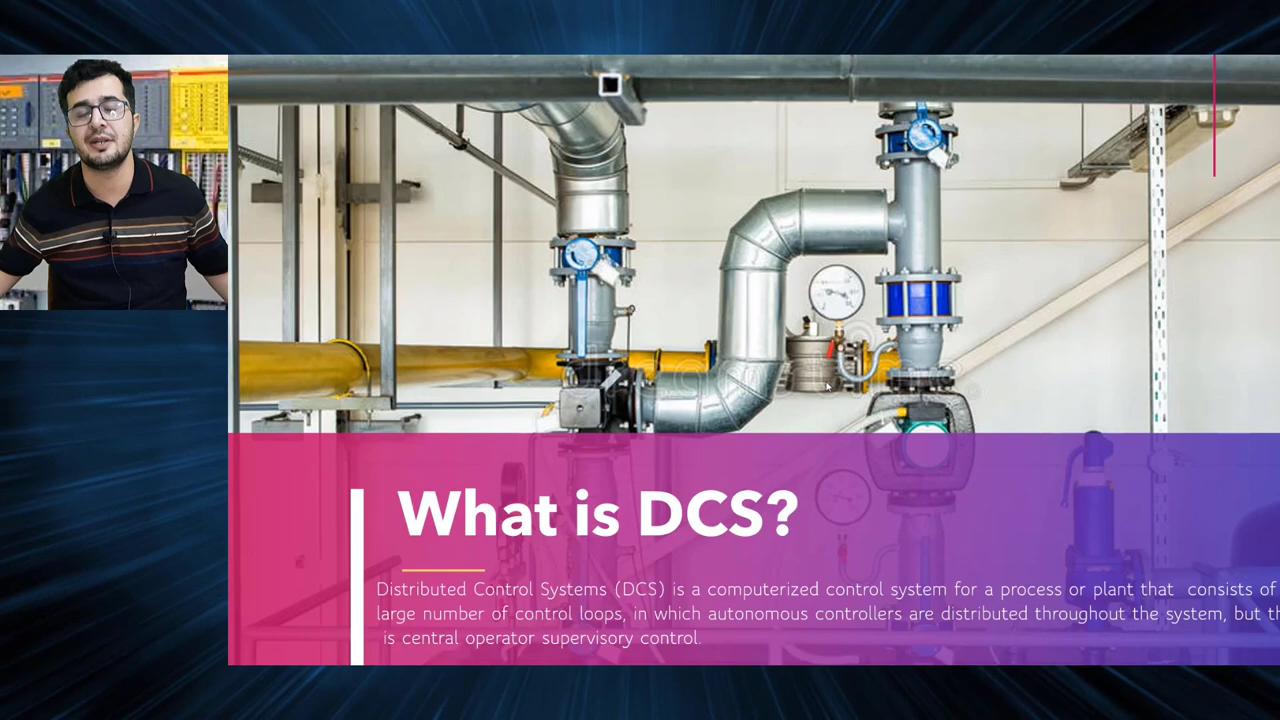 What is DCS?
Distributed Control Systems (DCS) is a computerized control system for a process or plant that consists of
large number of control loops, in which autonomous controllers are distributed throughout the system, but
is central operator supervisory control.